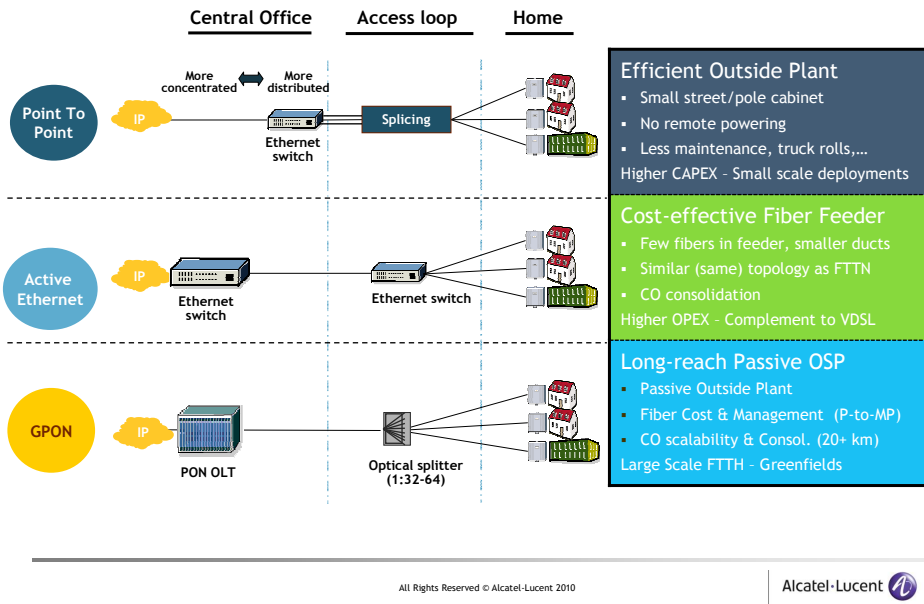 Central Office
Access loop
Home
More
concentrated
More
distributed
Point To
Point
IP
Ethernet
switch
Splicing
Efficient Outside Plant
▪ Small street/pole cabinet
▪ No remote powering
▪ Less maintenance, truck rolls,…
Higher CAPEX – Small scale deployments
Active
Ethernet
IP
Ethernet
switch
Ethernet switch
Cost-effective Fiber Feeder
▪ Few fibers in feeder, smaller ducts
▪ Similar (same) topology as FTTN
▪ CO consolidation
Higher OPEX – Complement to VDSL
GPON
IP
PON OLT
Optical splitter
(1:32-64)
Long-reach Passive OSP
▪ Passive Outside Plant
▪ Fiber Cost & Management (P-to-MP)
▪ CO scalability & Consol. (20+ km)
Large Scale FTTH – Greenfields
All Rights Reserved © Alcatel-Lucent 2010
Alcatel·Lucent